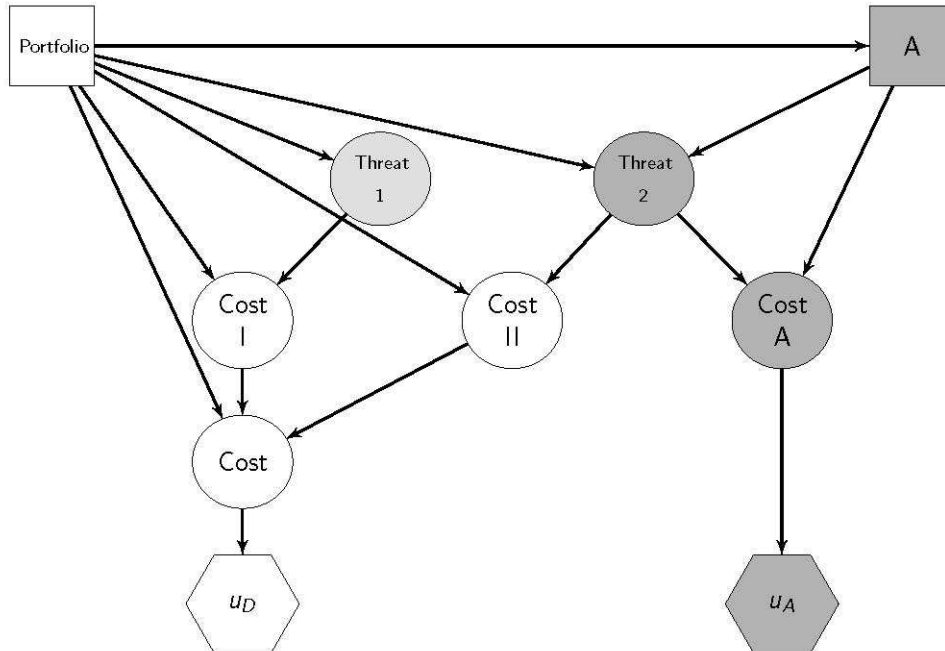 Portfolio
A
Threat
1
Threat
2
Cost
I
Cost
II
Cost
A
Cost
u_D
u_A